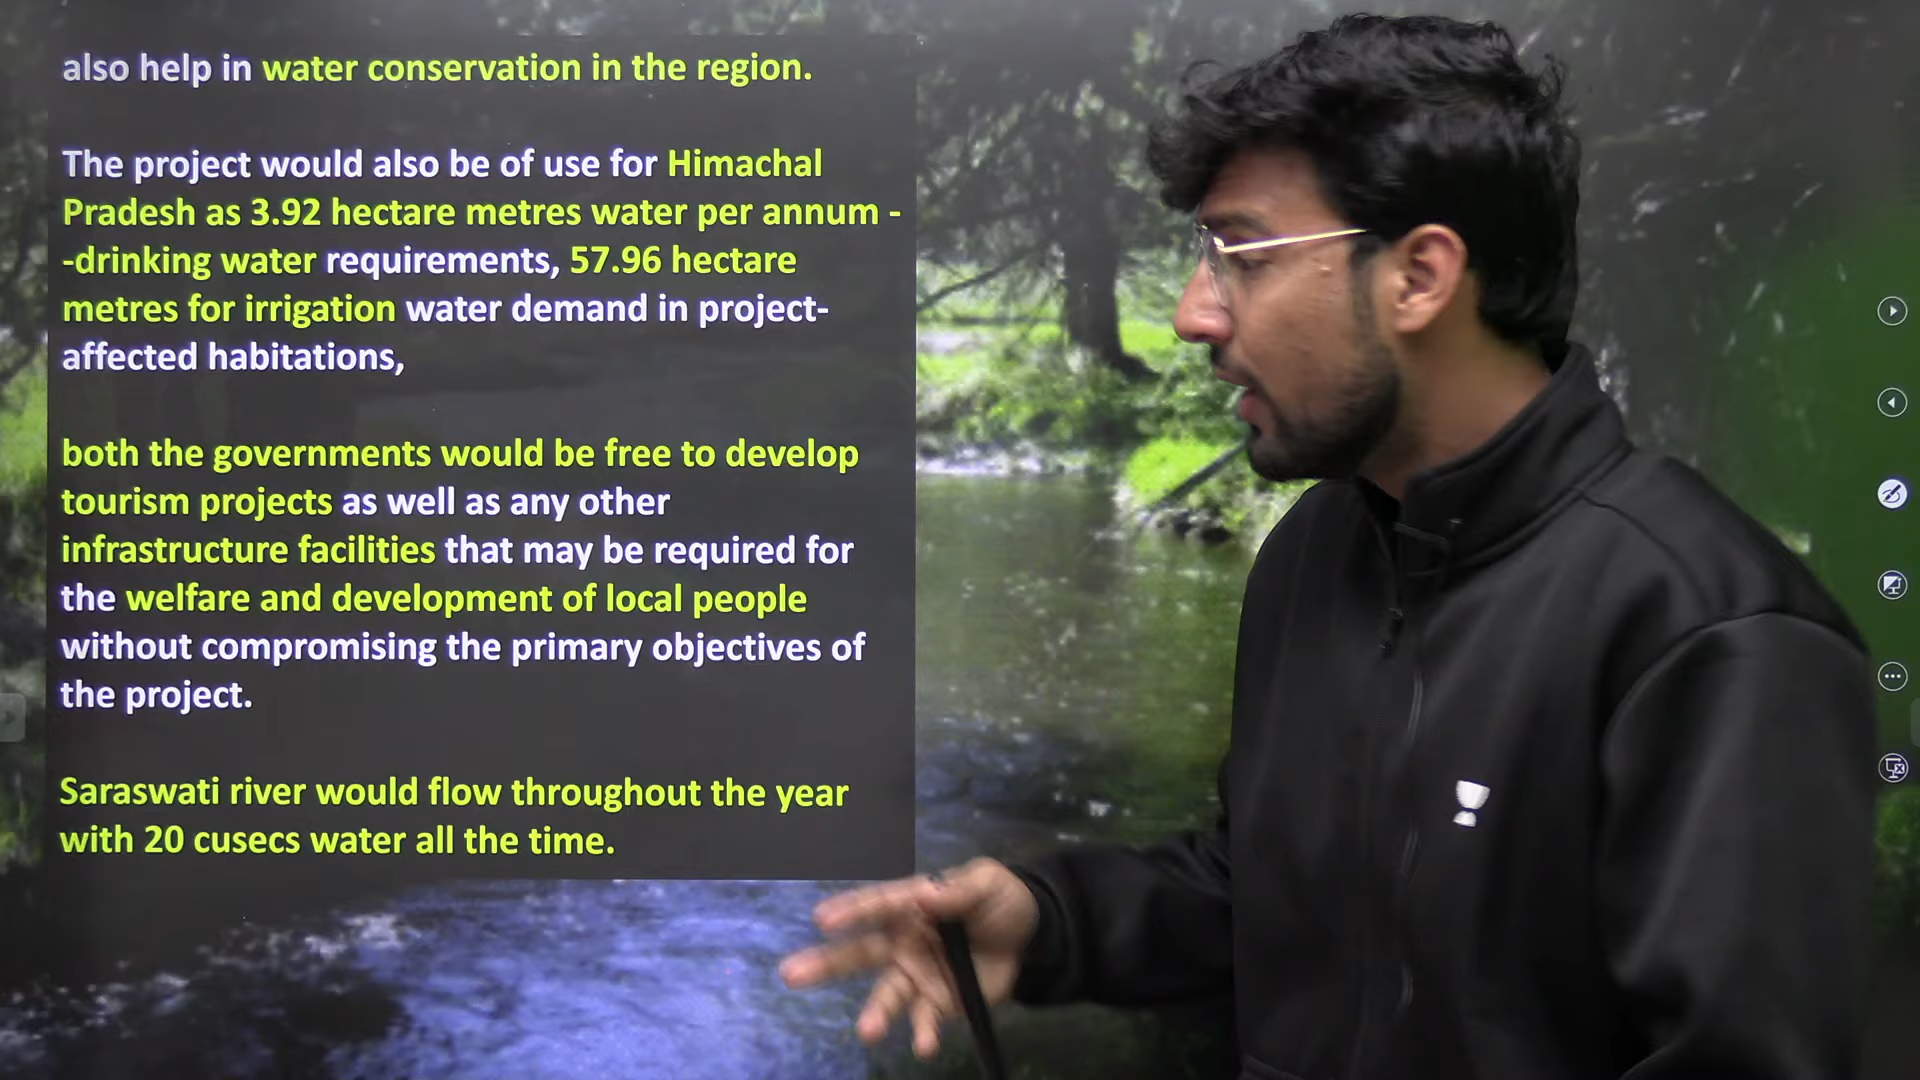 also help in water conservation in the region.
The project would also be of use for Himachal
Pradesh as 3.92 hectare metres water per annum -
-drinking water requirements, 57.96 hectare
metres for irrigation water demand in project-
affected habitations,
both the governments would be free to develop
tourism projects as well as any other
infrastructure facilities that may be required for
the welfare and development of local people
without compromising the primary objectives of
the project.
Saraswati river would flow throughout the year
with 20 cusecs water all the time.